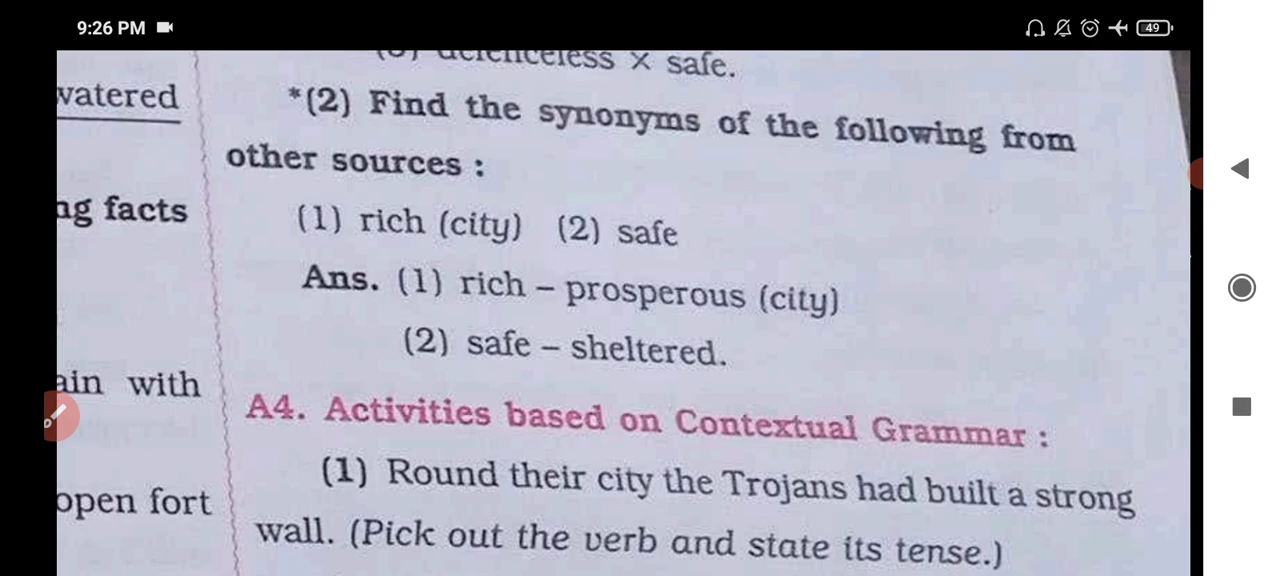 9:26 PM
49
defenceless × safe.
watered
*(2) Find the synonyms of the following from
other sources :
ng facts
(1) rich (city) (2) safe
Ans. (1) rich – prosperous (city)
(2) safe – sheltered.
ain with
A4. Activities based on Contextual Grammar :
(1) Round their city the Trojans had built a strong
open fort
wall. (Pick out the verb and state its tense.)